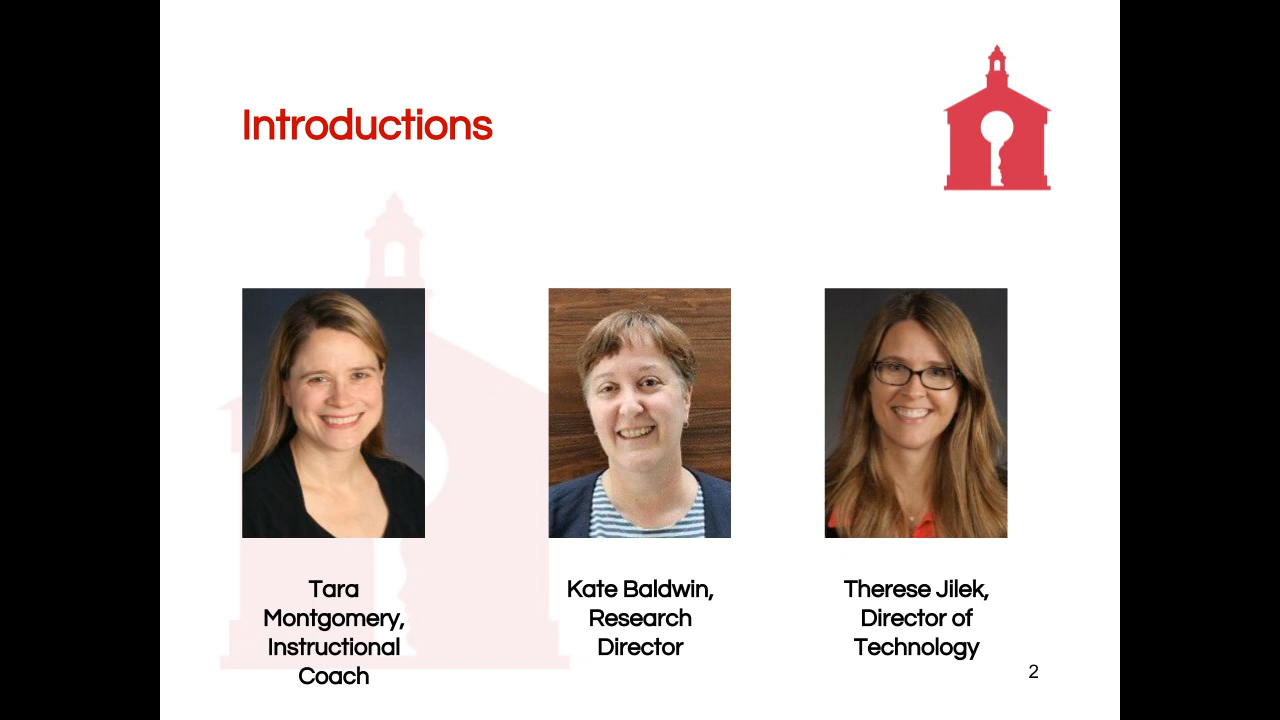 Introductions
Tara
Montgomery,
Instructional
Coach
Kate Baldwin,
Research
Director
Therese Jilek,
Director of
Technology
2